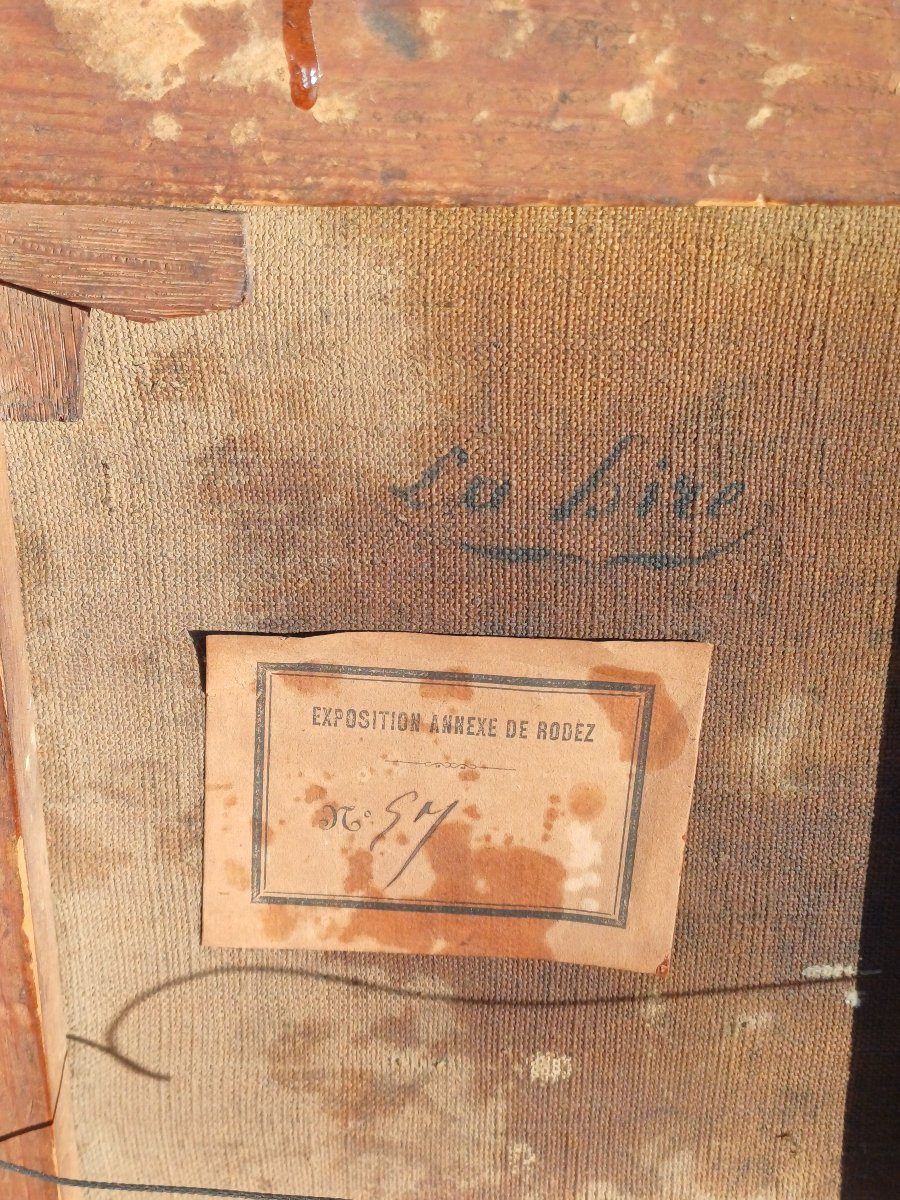 La hire
EXPOSITION ANNEXE DE RODEZ
N° 57